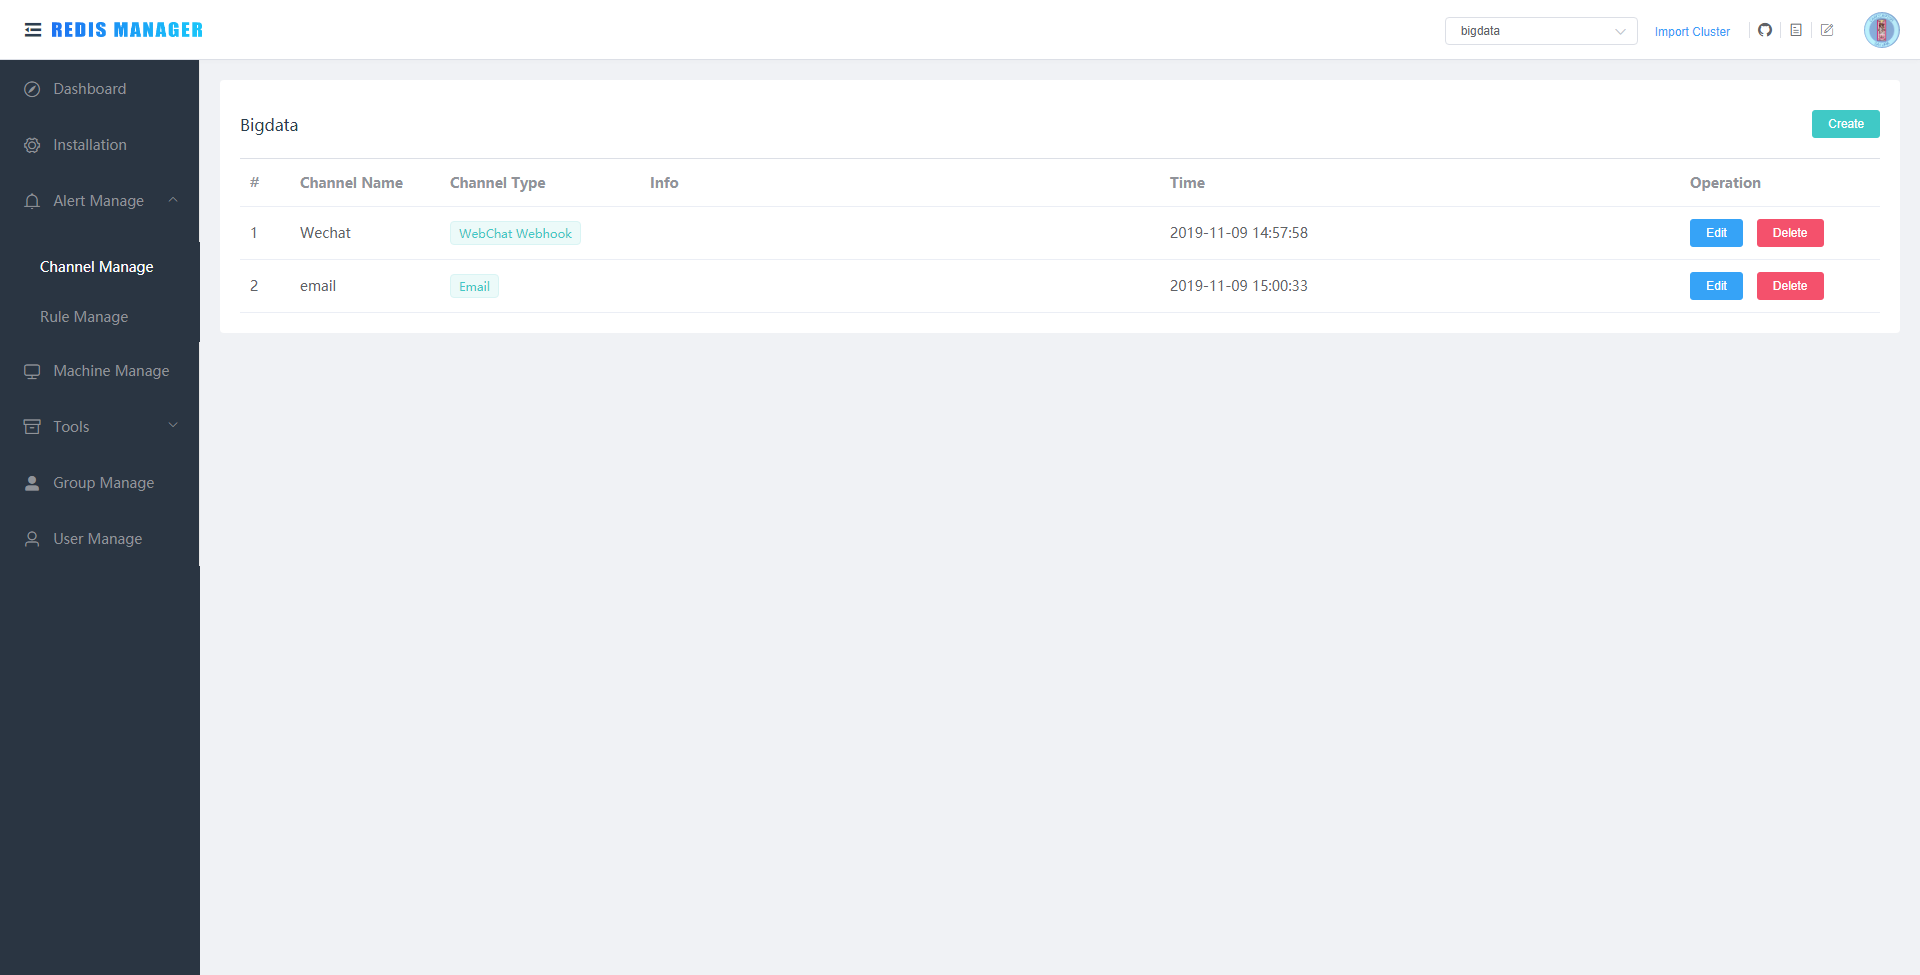 REDIS MANAGER
bigdata
Import Cluster
Dashboard
Installation
Alert Manage
Channel Manage
Rule Manage
Machine Manage
Tools
Group Manage
User Manage
Bigdata
Create
# Channel Name Channel Type Info Time Operation
1 Wechat WebChat Webhook 2019-11-09 14:57:58 Edit Delete
2 email Email 2019-11-09 15:00:33 Edit Delete